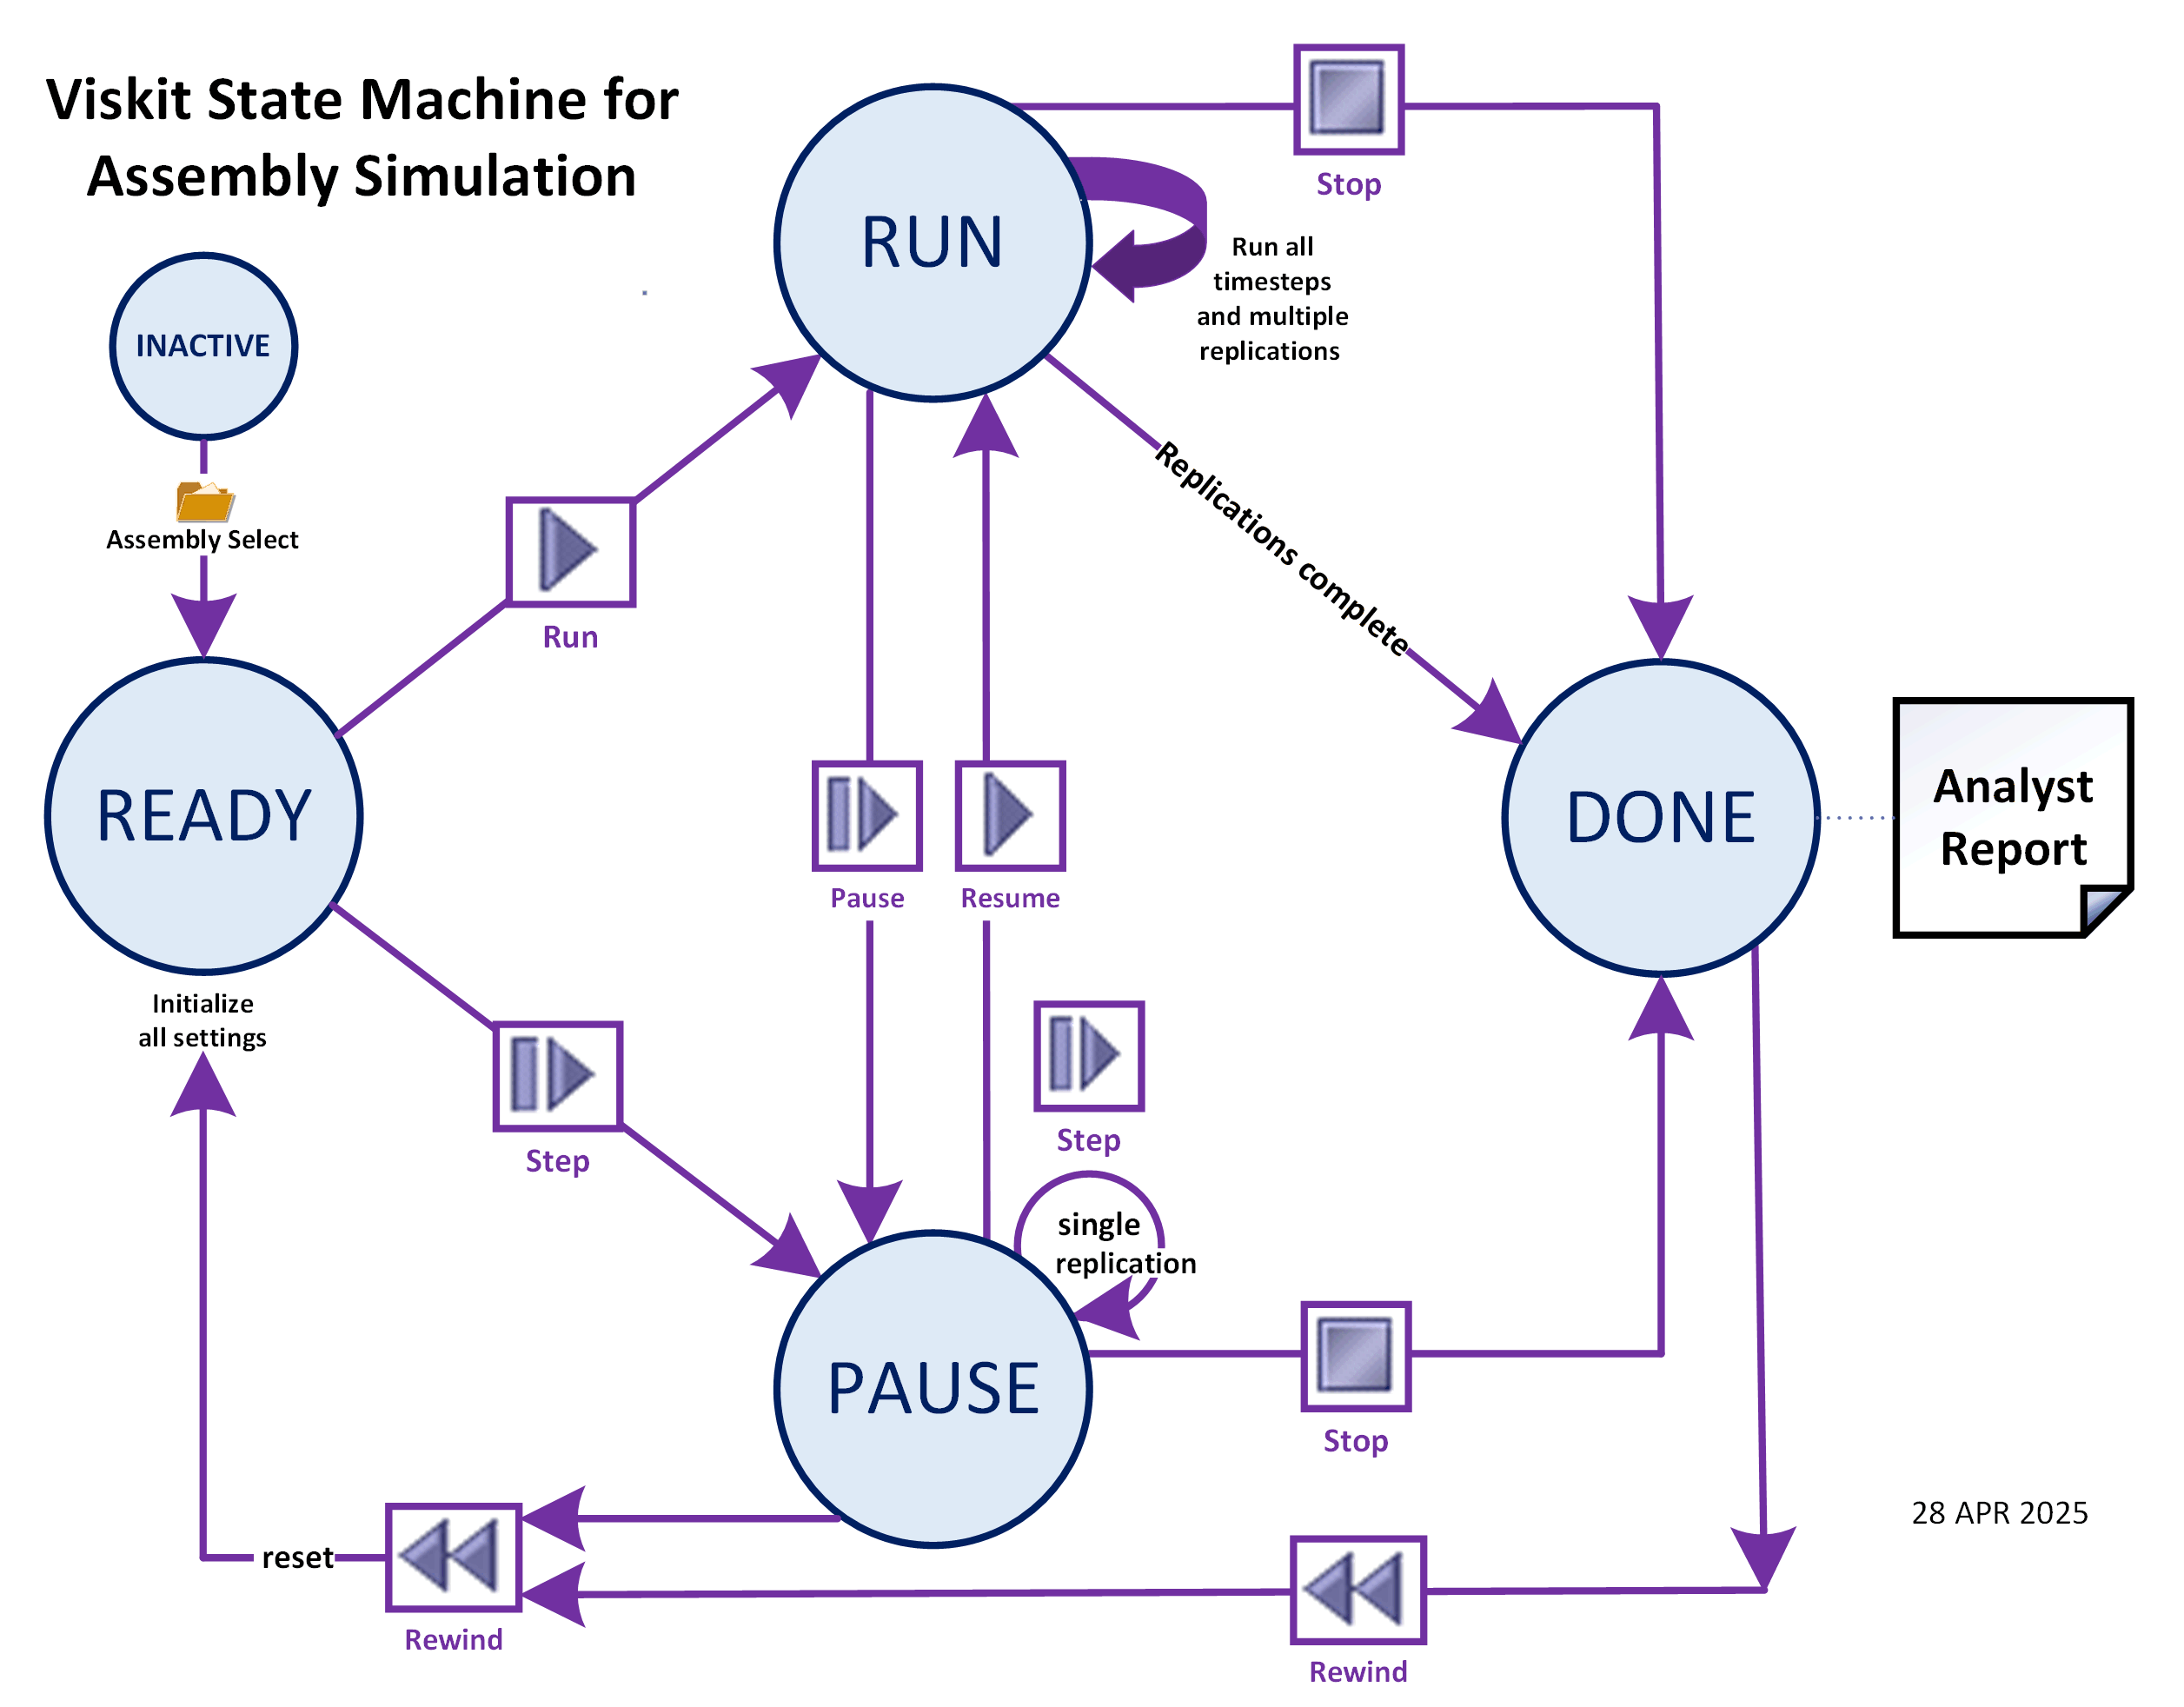 Viskit State Machine for
Assembly Simulation
INACTIVE
Assembly Select
READY
Initialize
all settings
Run
Step
RUN
Run all
timesteps
and multiple
replications
Stop
Replications complete
Pause
Resume
Step
single
replication
PAUSE
Stop
DONE
Analyst
Report
reset
Rewind
Rewind
28 APR 2025